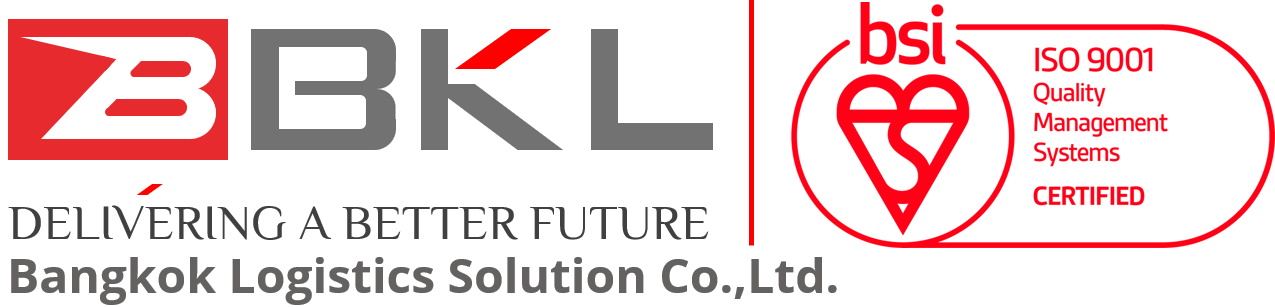 B BKL
DELIVERING A BETTER FUTURE
Bangkok Logistics Solution Co.,Ltd.
bsi
ISO 9001
Quality
Management
Systems
CERTIFIED